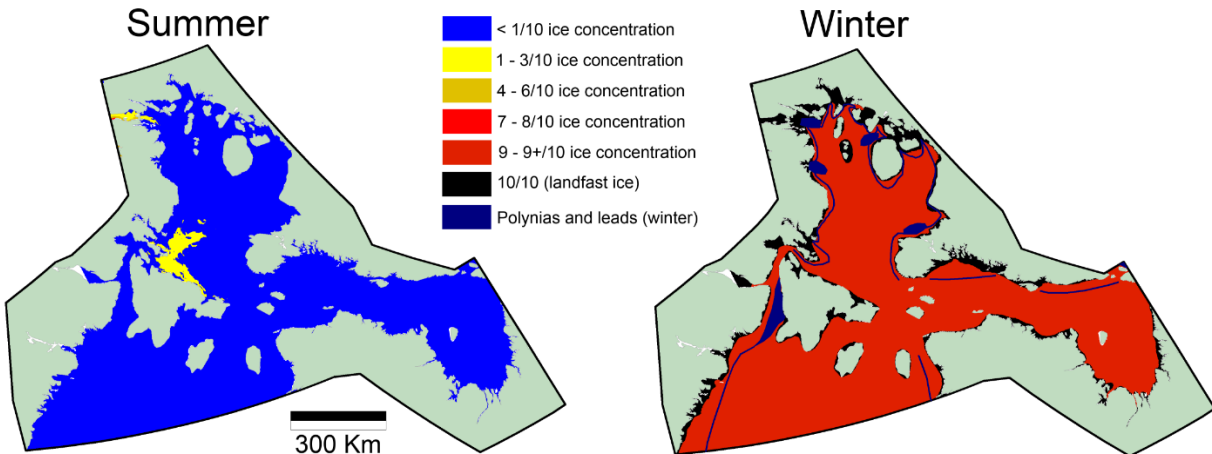 Summer
< 1/10 ice concentration
1 - 3/10 ice concentration
4 - 6/10 ice concentration
7 - 8/10 ice concentration
9 - 9+/10 ice concentration
10/10 (landfast ice)
Polynias and leads (winter)
300 Km
Winter